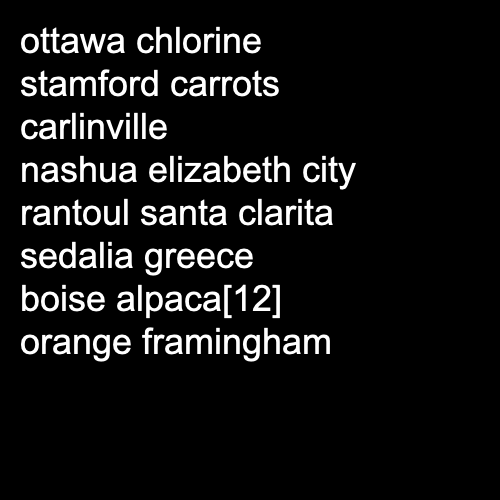 ottawa chlorine
stamford carrots
carlinville
nashua elizabeth city
rantoul santa clarita
sedalia greece
boise alpaca[12]
orange framingham